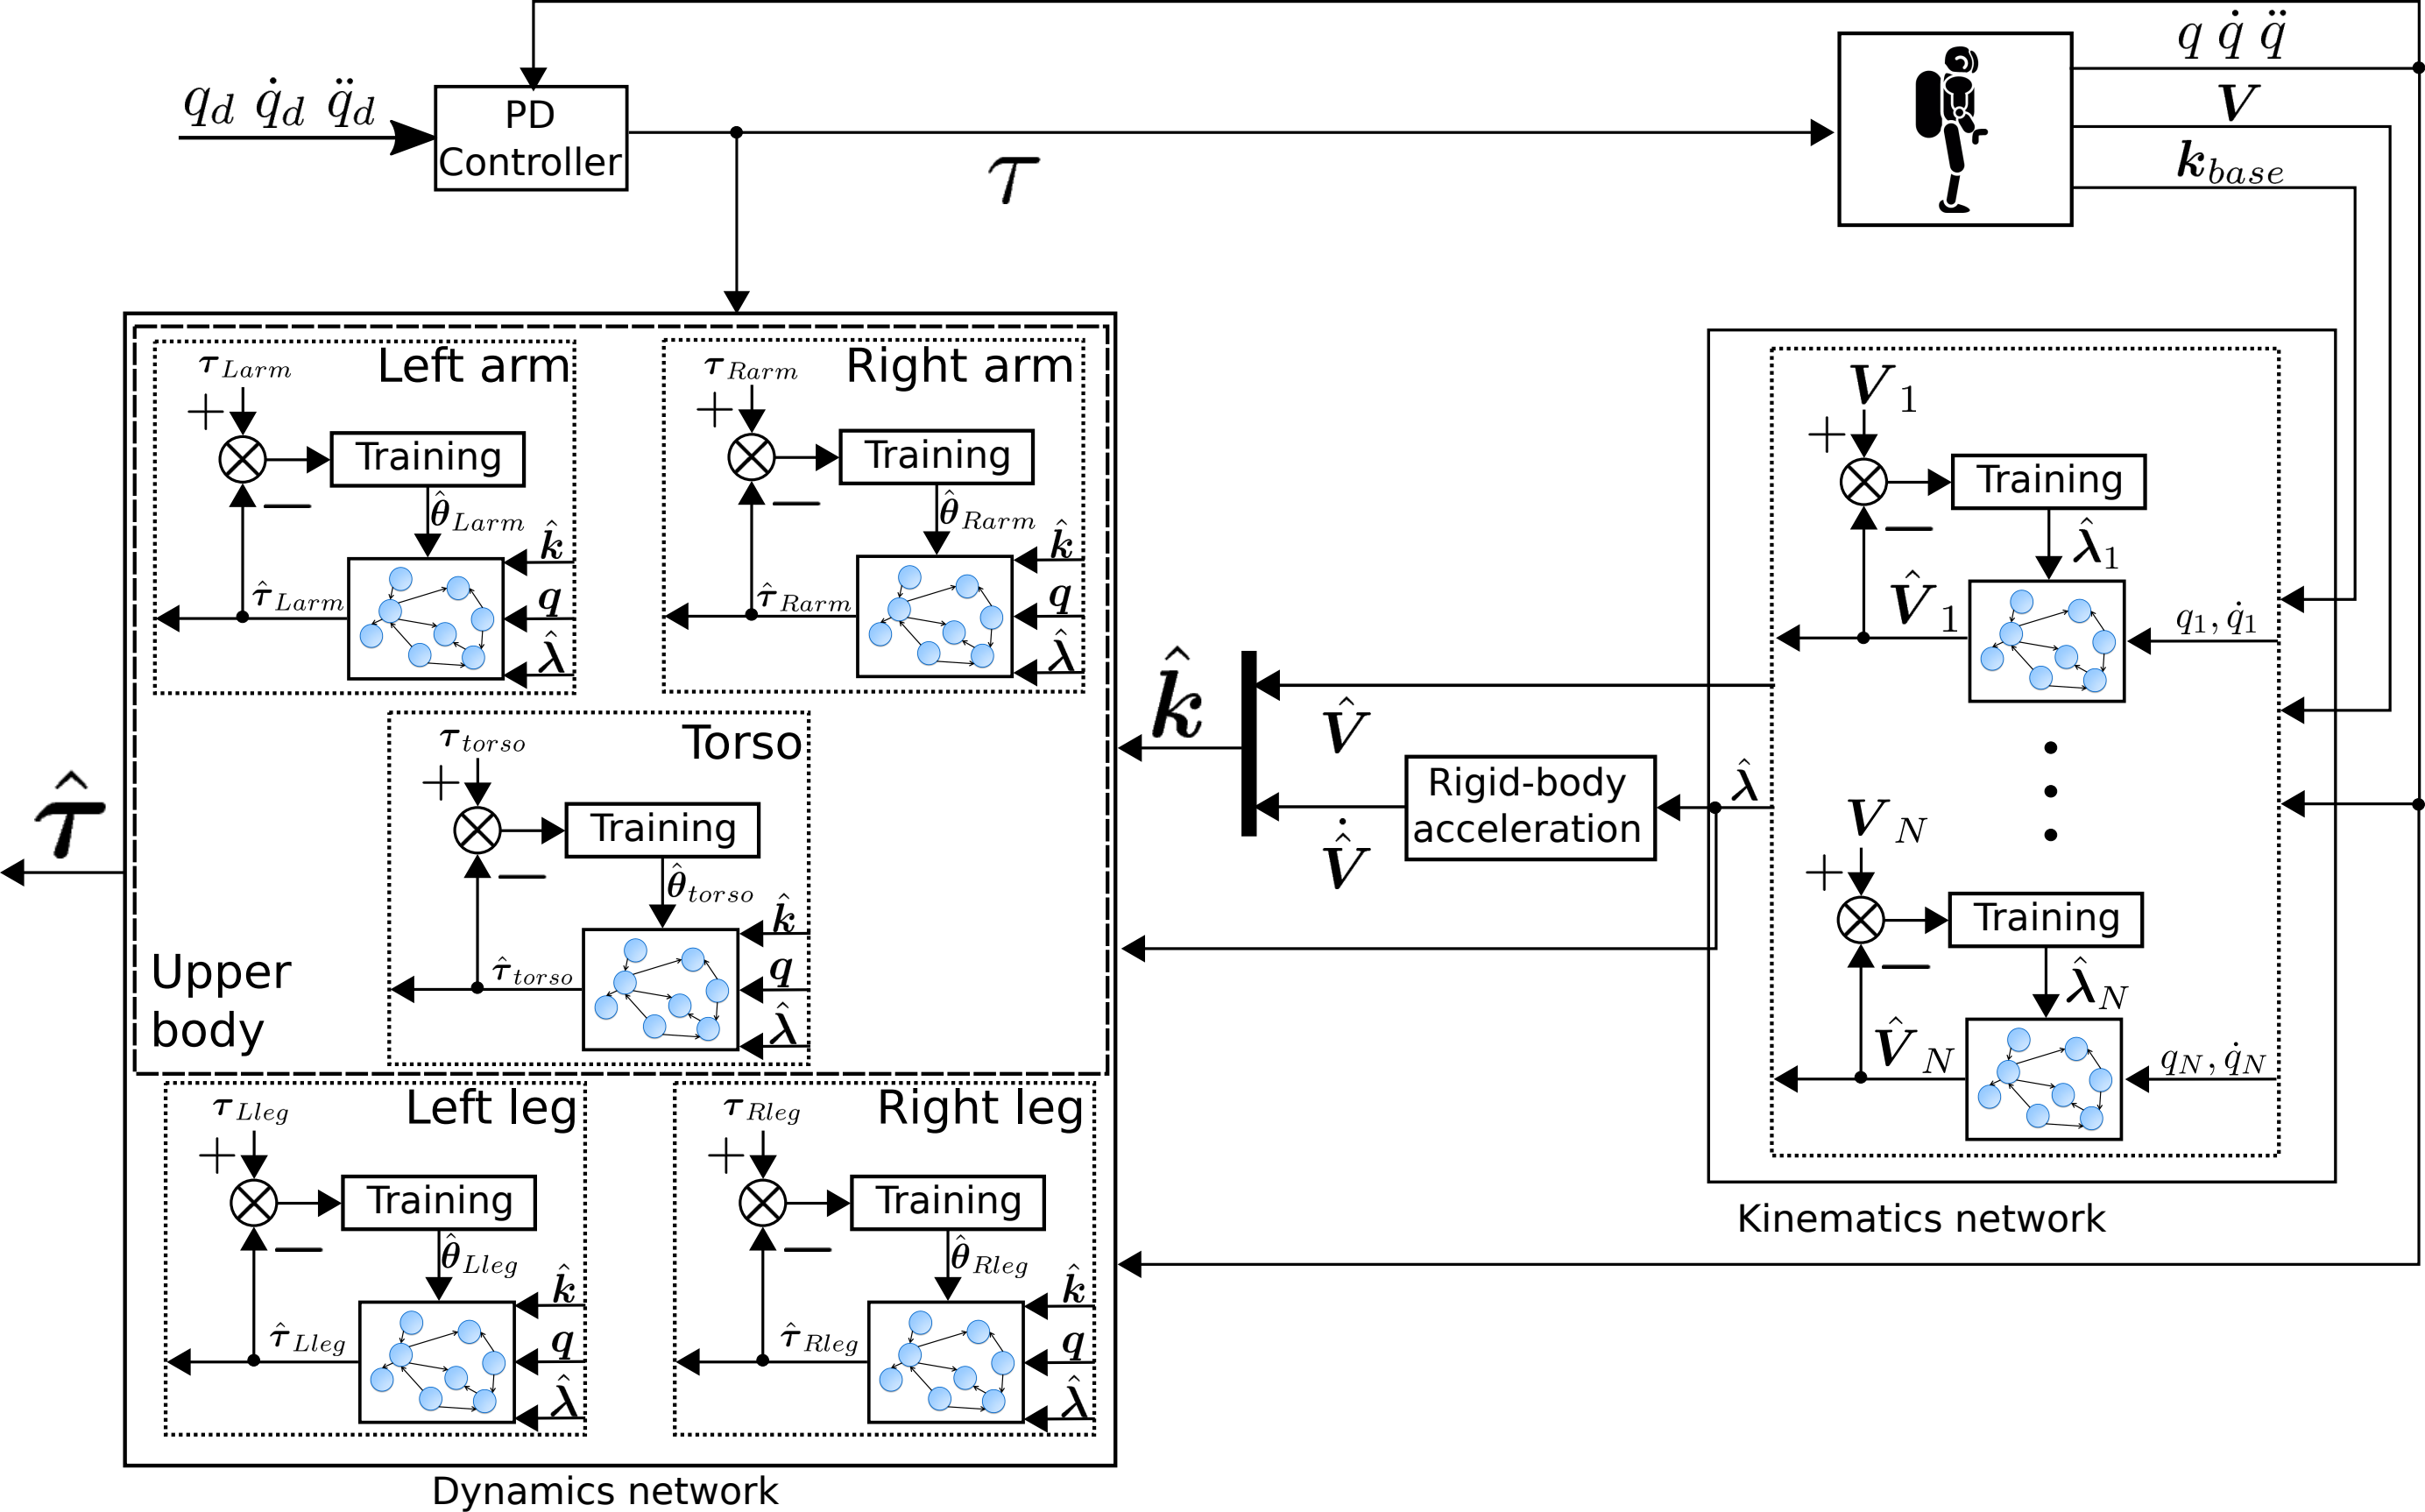 q_d q̇_d q̈_d
PD
Controller
τ
q q̇ q̈
V
k_base
τ_Larm
Left arm
+
Training
−
θ̂_Larm
k̂
q
λ̂
τ̂_Larm
τ_Rarm
Right arm
+
Training
−
θ̂_Rarm
k̂
q
λ̂
τ̂_Rarm
τ_torso
Torso
+
Training
−
θ̂_torso
k̂
q
λ̂
τ̂_torso
Upper
body
τ̂
τ_Lleg
Left leg
+
Training
−
θ̂_Lleg
k̂
q
λ̂
τ̂_Lleg
τ_Rleg
Right leg
+
Training
−
θ̂_Rleg
k̂
q
λ̂
τ̂_Rleg
Dynamics network
k̂
V̂
V̂̇
Rigid-body
acceleration
λ̂
V_1
+
Training
−
λ̂_1
V̂_1
q_1, q̇_1
V_N
+
Training
−
λ̂_N
V̂_N
q_N, q̇_N
Kinematics network